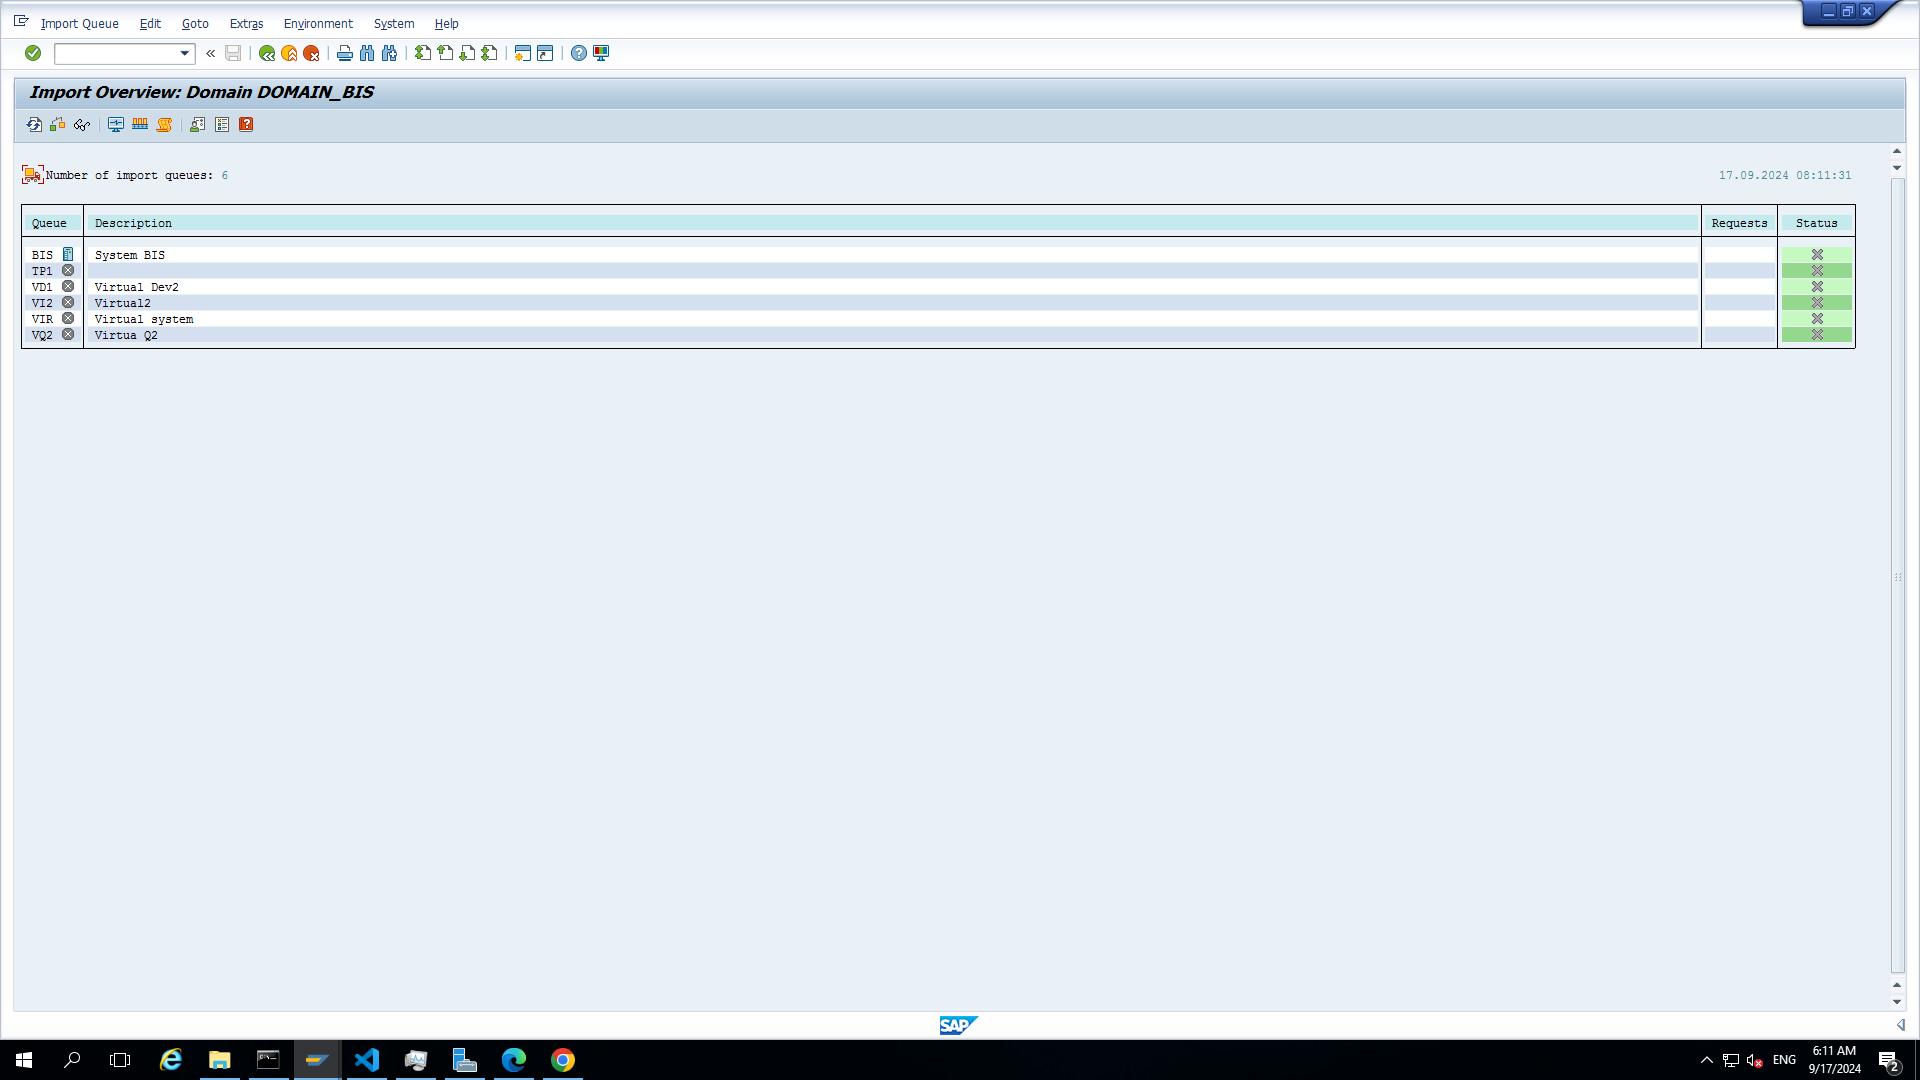 Import Queue Edit Goto Extras Environment System Help
Import Overview: Domain DOMAIN_BIS
Number of import queues: 6 17.09.2024 08:11:31
Queue Description Requests Status
BIS System BIS
TP1
VD1 Virtual Dev2
VI2 Virtual2
VIR Virtual system
VQ2 Virtua Q2
SAP
ENG 6:11 AM
9/17/2024
2